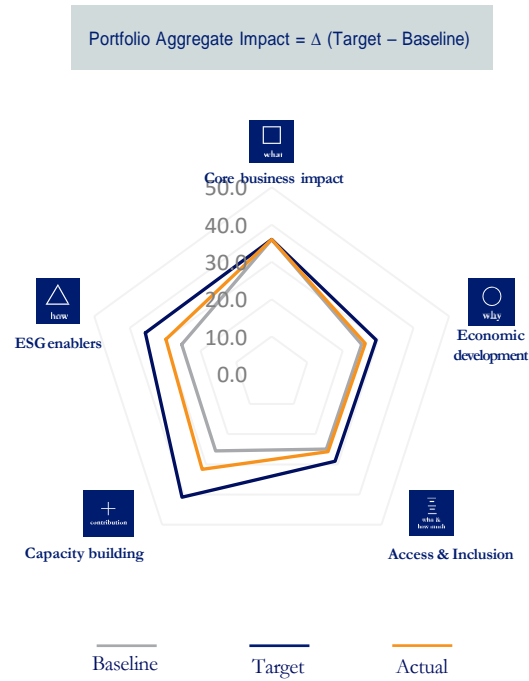 Portfolio Aggregate Impact = Δ (Target – Baseline)
what
Core business impact
50.0
40.0
30.0
20.0
10.0
0.0
how
ESG enablers
why
Economic
development
contribution
Capacity building
who &
how much
Access & Inclusion
Baseline
Target
Actual